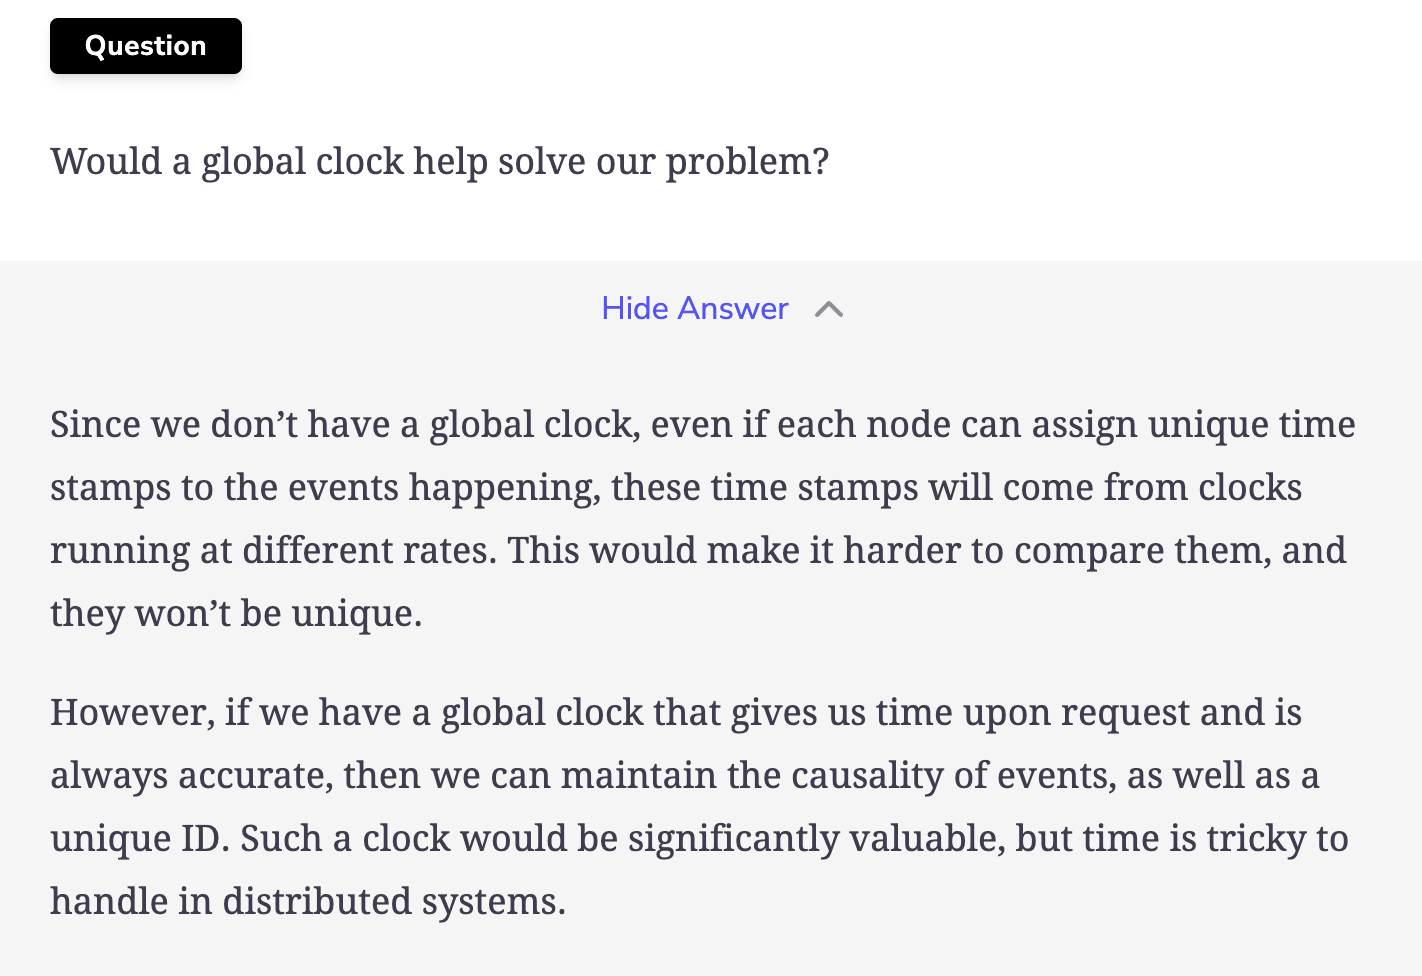 Question
Would a global clock help solve our problem?
Hide Answer
Since we don’t have a global clock, even if each node can assign unique time
stamps to the events happening, these time stamps will come from clocks
running at different rates. This would make it harder to compare them, and
they won’t be unique.
However, if we have a global clock that gives us time upon request and is
always accurate, then we can maintain the causality of events, as well as a
unique ID. Such a clock would be significantly valuable, but time is tricky to
handle in distributed systems.